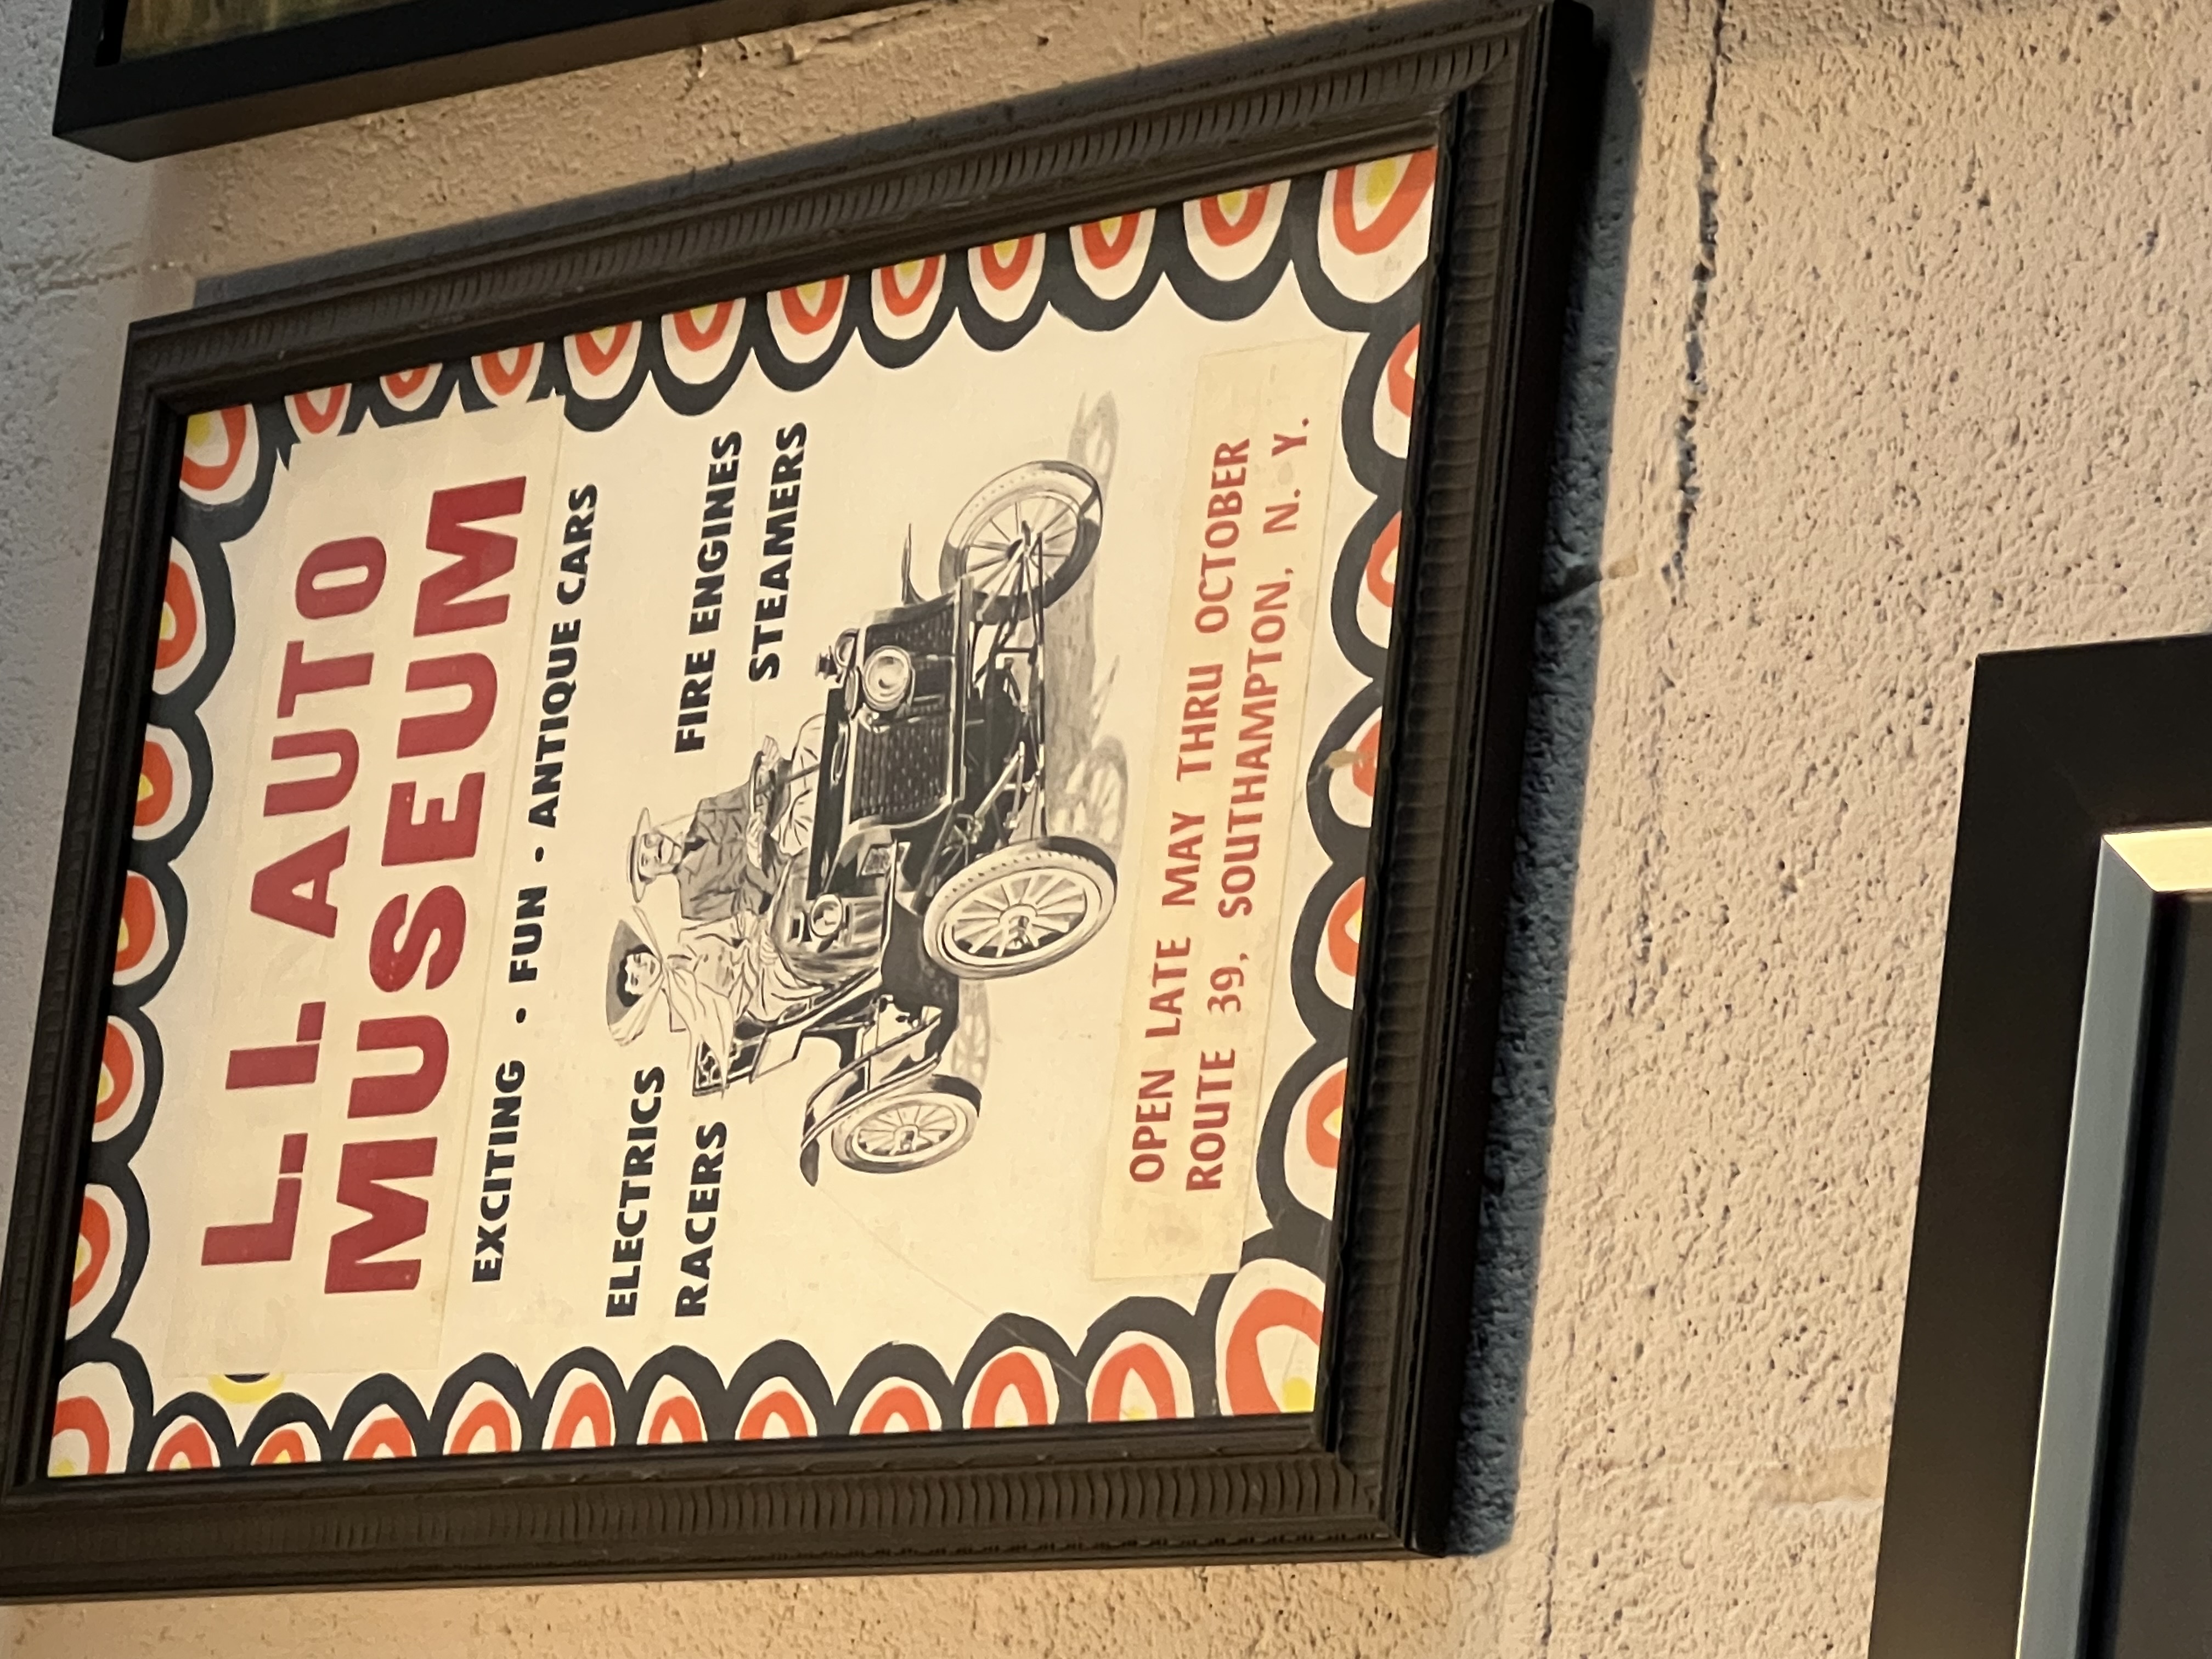 L. I. AUTO
MUSEUM
EXCITING • FUN • ANTIQUE CARS
ELECTRICS
RACERS
FIRE ENGINES
STEAMERS
OPEN LATE MAY THRU OCTOBER
ROUTE 39, SOUTHAMPTON, N. Y.